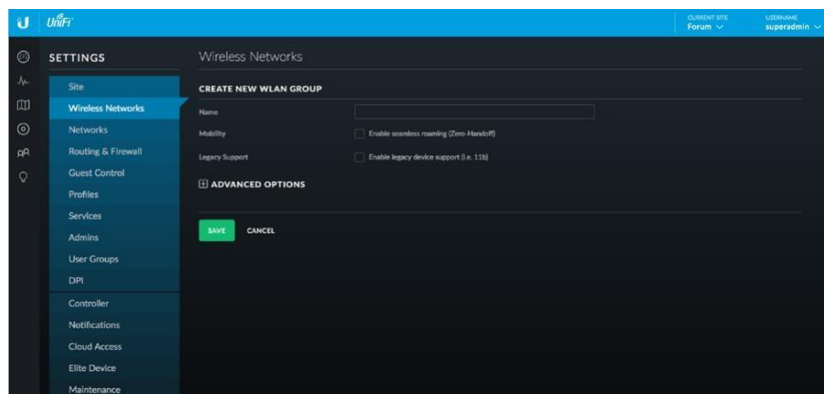 UniFi
CURRENT SITE
Forum
USERNAME
superadmin
SETTINGS
Site
Wireless Networks
Networks
Routing & Firewall
Guest Control
Profiles
Services
Admins
User Groups
DPI
Controller
Notifications
Cloud Access
Elite Device
Maintenance
Wireless Networks
CREATE NEW WLAN GROUP
Name
Mobility
Enable seamless roaming (Zero-Handoff)
Legacy Support
Enable legacy device support (i.e. 11b)
ADVANCED OPTIONS
SAVE CANCEL